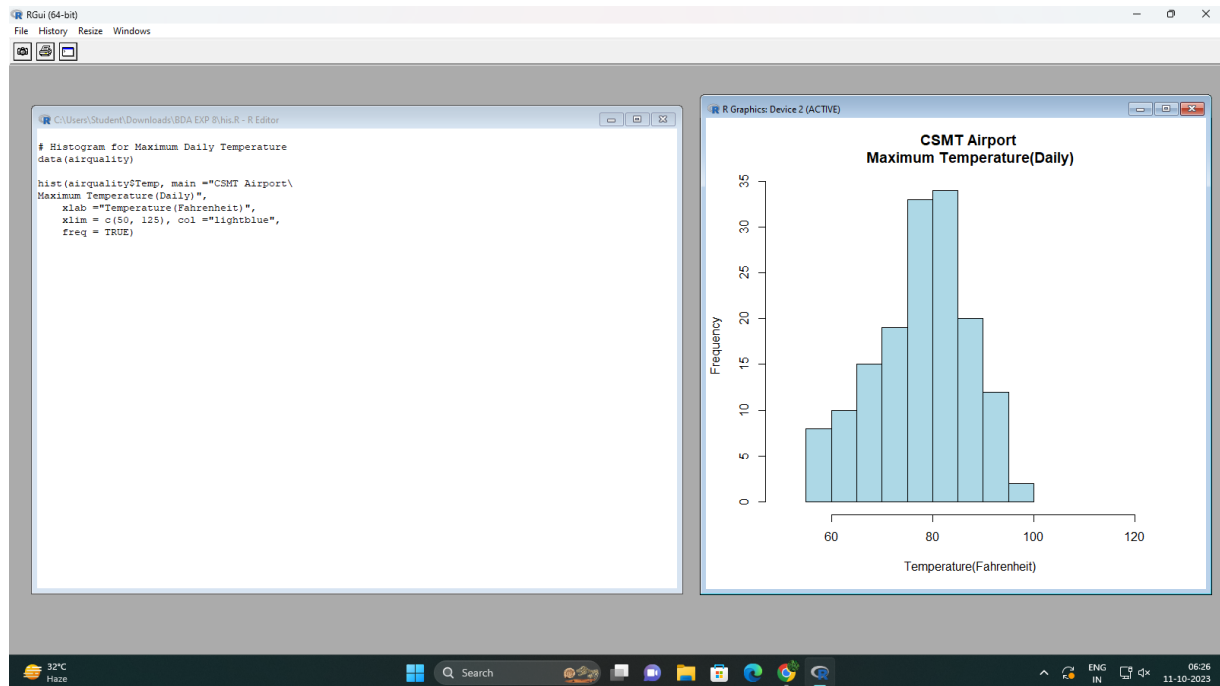 RGui (64-bit)
File History Resize Windows
C:\Users\Student\Downloads\BDA EXP 8\his.R - R Editor
# Histogram for Maximum Daily Temperature
data(airquality)
hist(airquality$Temp, main ="CSMT Airport\
Maximum Temperature(Daily)",
xlab ="Temperature(Fahrenheit)",
xlim = c(50, 125), col ="lightblue",
freq = TRUE)
R Graphics: Device 2 (ACTIVE)
CSMT Airport
Maximum Temperature(Daily)
Frequency
35
30
25
20
15
10
5
0
60 80 100 120
Temperature(Fahrenheit)
32°C
Haze
Search
ENG
IN
06:26
11-10-2023